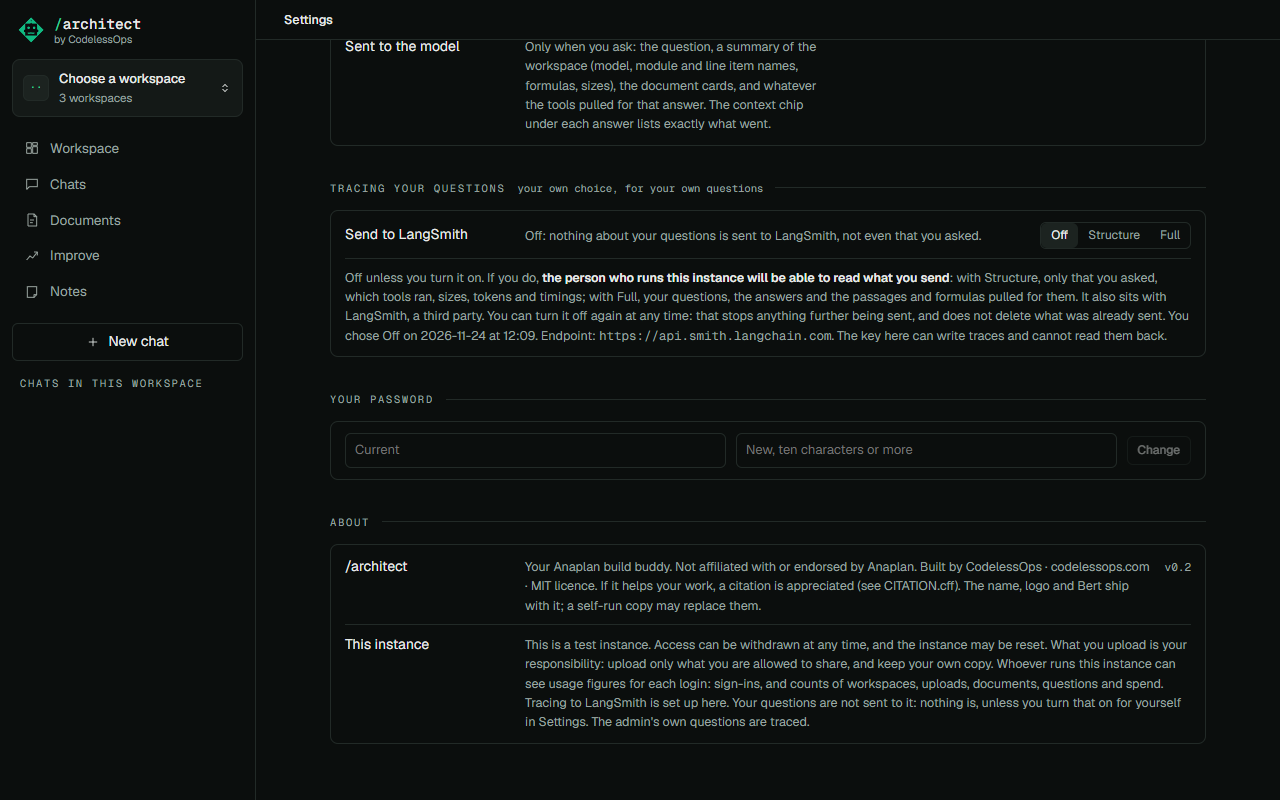 /architect
by CodelessOps
Choose a workspace
3 workspaces
Workspace
Chats
Documents
Improve
Notes
+ New chat
CHATS IN THIS WORKSPACE
Settings
Sent to the model
Only when you ask: the question, a summary of the
workspace (model, module and line item names,
formulas, sizes), the document cards, and whatever
the tools pulled for that answer. The context chip
under each answer lists exactly what went.
TRACING YOUR QUESTIONS your own choice, for your own questions
Send to LangSmith
Off: nothing about your questions is sent to LangSmith, not even that you asked.
Off Structure Full
Off unless you turn it on. If you do, the person who runs this instance will be able to read what you send: with Structure, only that you asked,
which tools ran, sizes, tokens and timings; with Full, your questions, the answers and the passages and formulas pulled for them. It also sits with
LangSmith, a third party. You can turn it off again at any time: that stops anything further being sent, and does not delete what was already sent. You
chose Off on 2026-11-24 at 12:09. Endpoint: https://api.smith.langchain.com. The key here can write traces and cannot read them back.
YOUR PASSWORD
Current
New, ten characters or more
Change
ABOUT
/architect
Your Anaplan build buddy. Not affiliated with or endorsed by Anaplan. Built by CodelessOps · codelessops.com
· MIT licence. If it helps your work, a citation is appreciated (see CITATION.cff). The name, logo and Bert ship
with it; a self-run copy may replace them.
v0.2
This instance
This is a test instance. Access can be withdrawn at any time, and the instance may be reset. What you upload is your
responsibility: upload only what you are allowed to share, and keep your own copy. Whoever runs this instance can
see usage figures for each login: sign-ins, and counts of workspaces, uploads, documents, questions and spend.
Tracing to LangSmith is set up here. Your questions are not sent to it: nothing is, unless you turn that on for yourself
in Settings. The admin's own questions are traced.